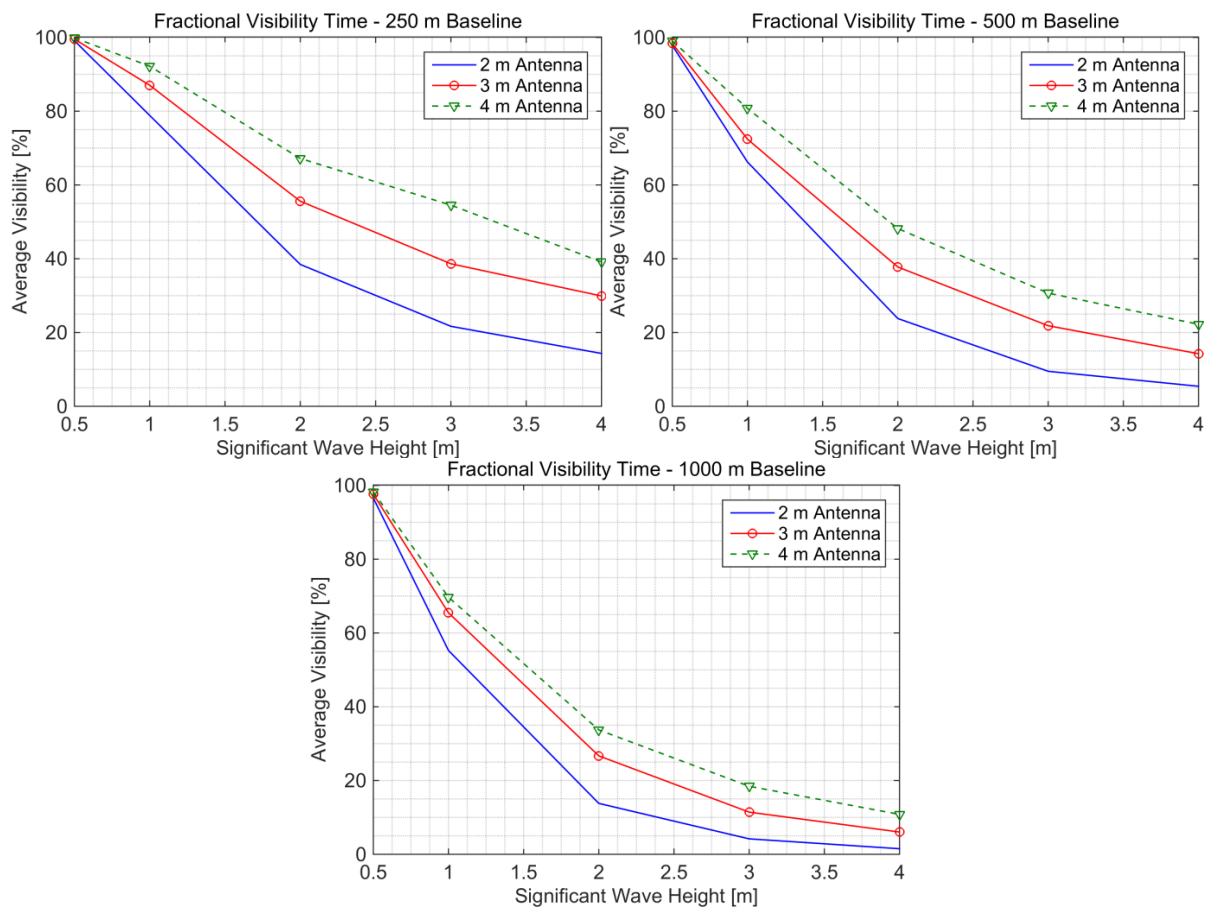 Fractional Visibility Time - 250 m Baseline
Average Visibility [%]
100
80
60
40
20
0
2 m Antenna
3 m Antenna
4 m Antenna
0.5 1 1.5 2 2.5 3 3.5 4
Significant Wave Height [m]
Fractional Visibility Time - 500 m Baseline
Average Visibility [%]
100
80
60
40
20
0
2 m Antenna
3 m Antenna
4 m Antenna
0.5 1 1.5 2 2.5 3 3.5 4
Significant Wave Height [m]
Fractional Visibility Time - 1000 m Baseline
Average Visibility [%]
100
80
60
40
20
0
2 m Antenna
3 m Antenna
4 m Antenna
0.5 1 1.5 2 2.5 3 3.5 4
Significant Wave Height [m]